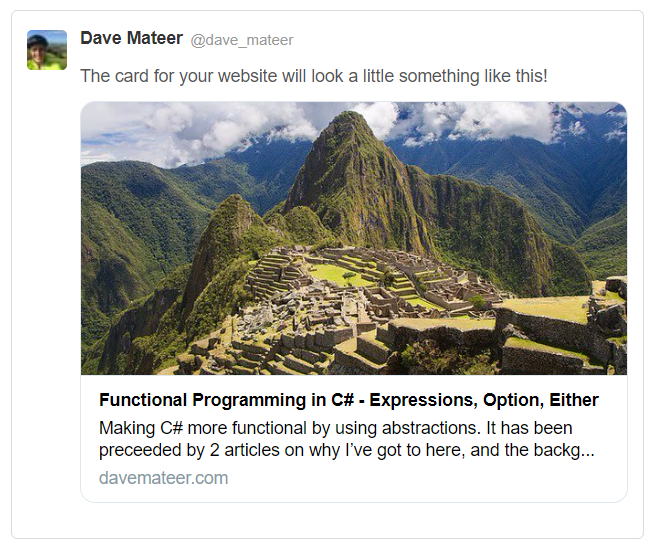 Dave Mateer @dave_mateer
The card for your website will look a little something like this!
Functional Programming in C# - Expressions, Option, Either
Making C# more functional by using abstractions. It has been
preceeded by 2 articles on why I’ve got to here, and the backg...
davemateer.com